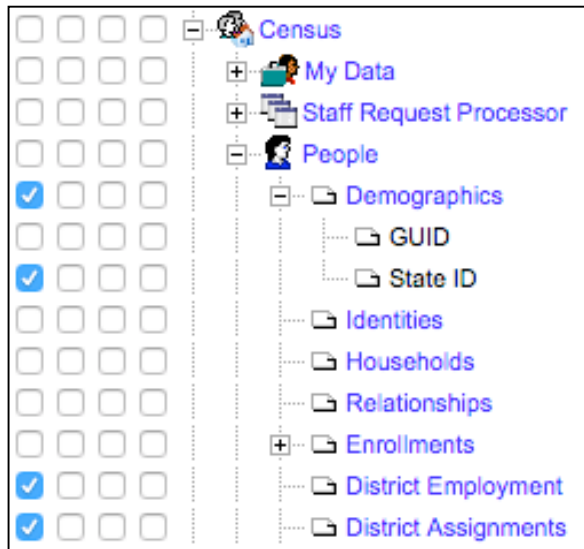 Census
My Data
Staff Request Processor
People
Demographics
GUID
State ID
Identities
Households
Relationships
Enrollments
District Employment
District Assignments